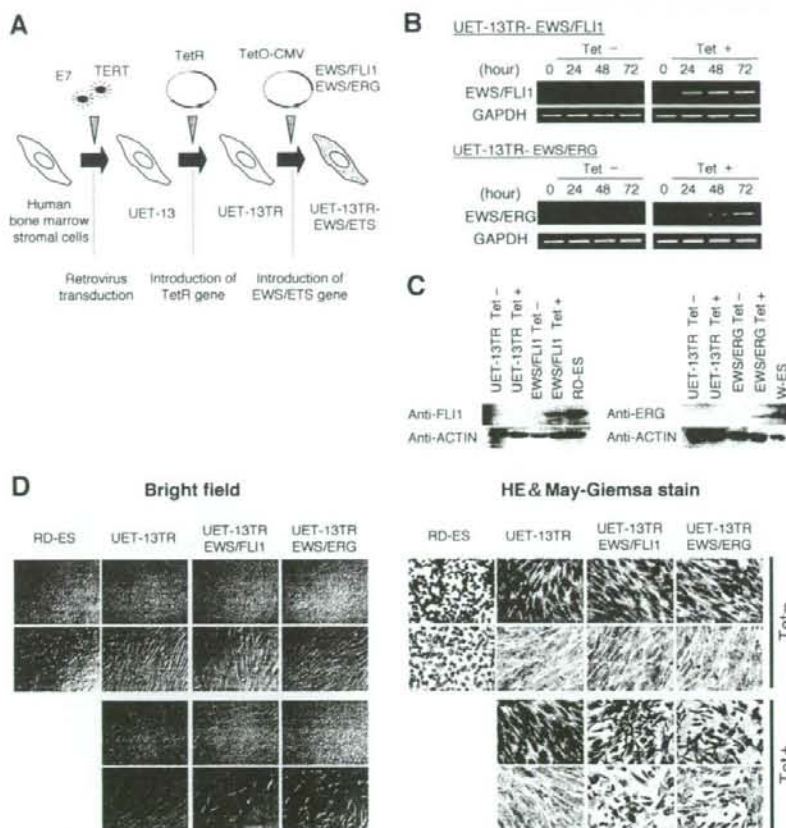 A
E7
TERT
TetR
TetO-CMV
EWS/FLI1
EWS/ERG
Human
bone marrow
stromal cells
UET-13
UET-13TR
UET-13TR-
EWS/ETS
Retrovirus
transduction
Introduction of
TetR gene
Introduction of
EWS/ETS gene
B
UET-13TR- EWS/FLI1
Tet − Tet +
(hour) 0 24 48 72 0 24 48 72
EWS/FLI1
GAPDH
UET-13TR- EWS/ERG
Tet − Tet +
(hour) 0 24 48 72 0 24 48 72
EWS/ERG
GAPDH
C
UET-13TR Tet −
UET-13TR Tet +
EWS/FLI1 Tet −
EWS/FLI1 Tet +
RD-ES
Anti-FLI1
Anti-ACTIN
UET-13TR Tet −
UET-13TR Tet +
EWS/ERG Tet −
EWS/ERG Tet +
W-ES
Anti-ERG
Anti-ACTIN
D
Bright field
RD-ES
UET-13TR
UET-13TR
EWS/FLI1
UET-13TR
EWS/ERG
HE & May-Giemsa stain
RD-ES
UET-13TR
UET-13TR
EWS/FLI1
UET-13TR
EWS/ERG
Tet−
Tet+